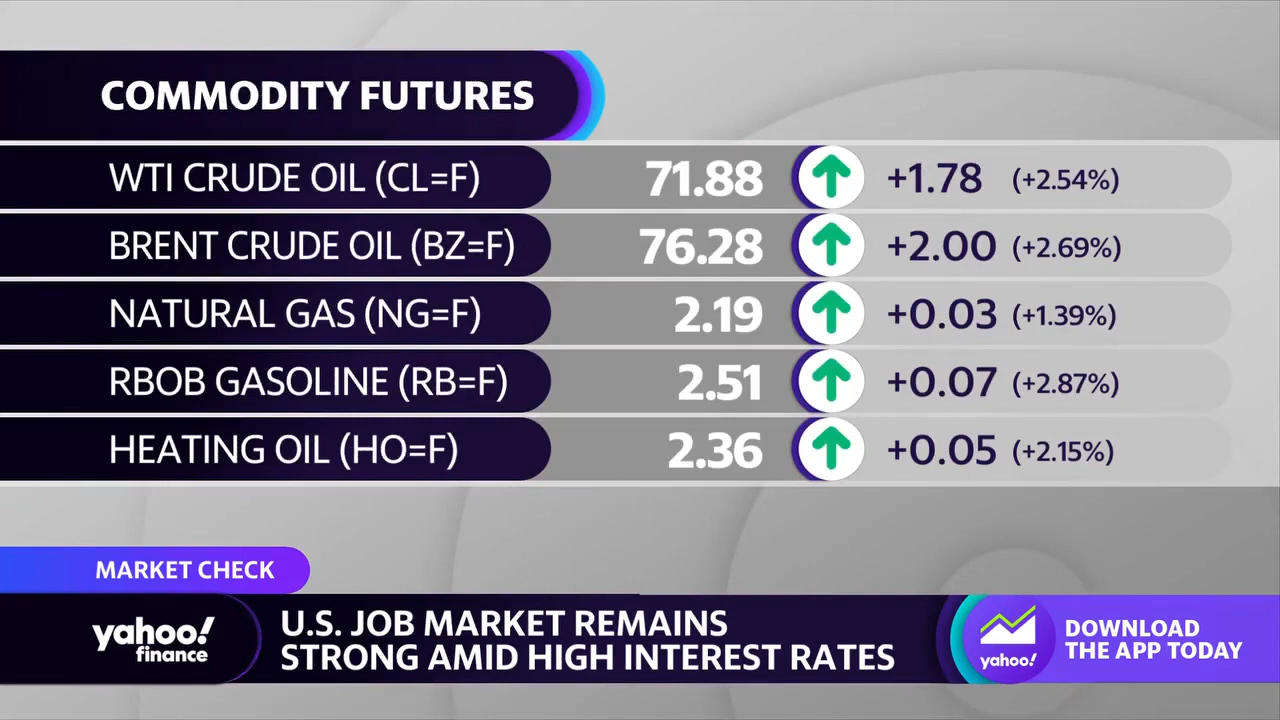 COMMODITY FUTURES
WTI CRUDE OIL (CL=F) 71.88 +1.78 (+2.54%)
BRENT CRUDE OIL (BZ=F) 76.28 +2.00 (+2.69%)
NATURAL GAS (NG=F) 2.19 +0.03 (+1.39%)
RBOB GASOLINE (RB=F) 2.51 +0.07 (+2.87%)
HEATING OIL (HO=F) 2.36 +0.05 (+2.15%)
MARKET CHECK
yahoo!
finance
U.S. JOB MARKET REMAINS
STRONG AMID HIGH INTEREST RATES
yahoo!
DOWNLOAD
THE APP TODAY